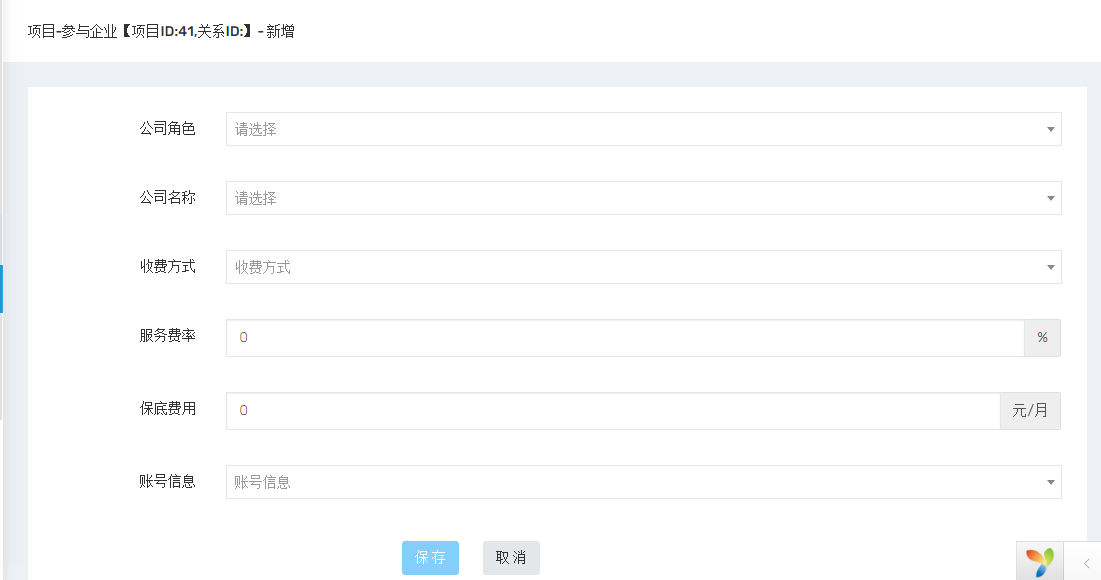 项目-参与企业【项目ID:41,关系ID:】- 新增
公司角色 请选择
公司名称 请选择
收费方式 收费方式
服务费率 0 %
保底费用 0 元/月
账号信息 账号信息
保存 取消